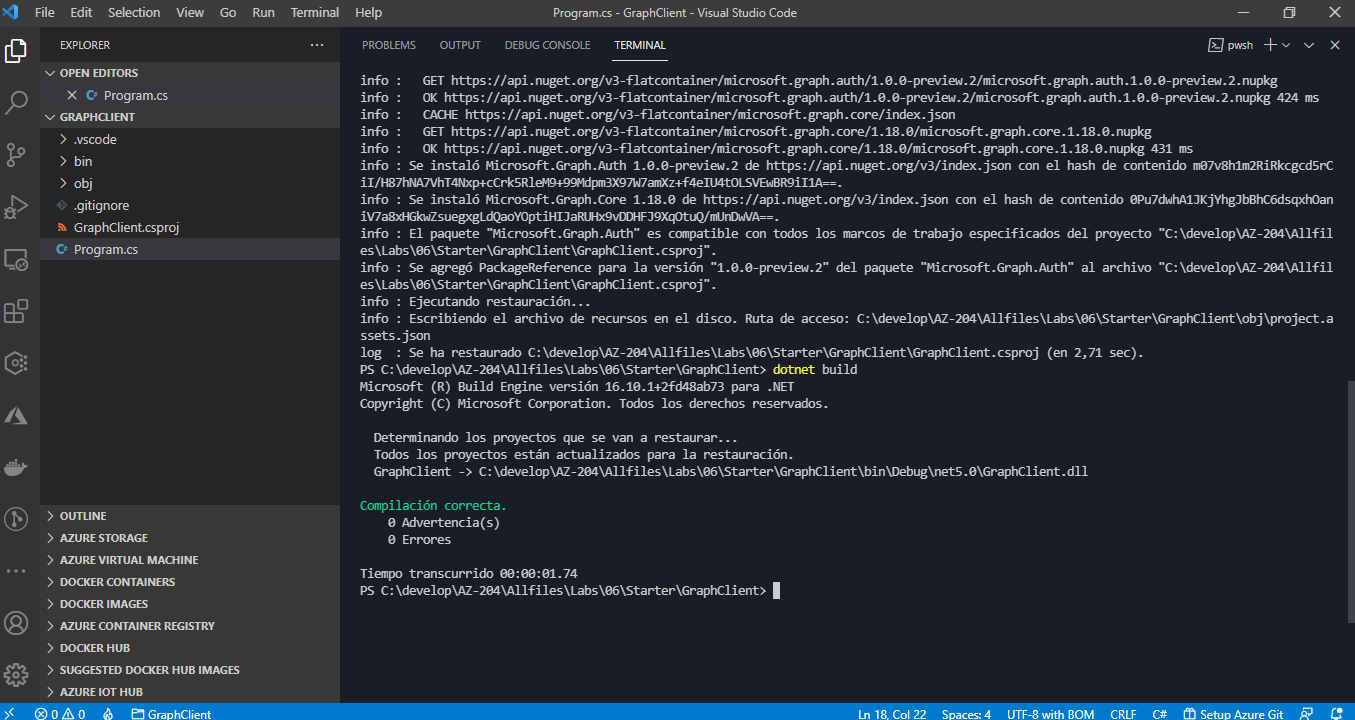 File Edit Selection View Go Run Terminal Help
Program.cs - GraphClient - Visual Studio Code
EXPLORER
OPEN EDITORS
Program.cs
GRAPHCLIENT
.vscode
bin
obj
.gitignore
GraphClient.csproj
Program.cs
OUTLINE
AZURE STORAGE
AZURE VIRTUAL MACHINE
DOCKER CONTAINERS
DOCKER IMAGES
AZURE CONTAINER REGISTRY
DOCKER HUB
SUGGESTED DOCKER HUB IMAGES
AZURE IOT HUB
PROBLEMS OUTPUT DEBUG CONSOLE TERMINAL
pwsh
info :   GET https://api.nuget.org/v3-flatcontainer/microsoft.graph.auth/1.0.0-preview.2/microsoft.graph.auth.1.0.0-preview.2.nupkg
info :   OK https://api.nuget.org/v3-flatcontainer/microsoft.graph.auth/1.0.0-preview.2/microsoft.graph.auth.1.0.0-preview.2.nupkg 424 ms
info :   CACHE https://api.nuget.org/v3-flatcontainer/microsoft.graph.core/index.json
info :   GET https://api.nuget.org/v3-flatcontainer/microsoft.graph.core/1.18.0/microsoft.graph.core.1.18.0.nupkg
info :   OK https://api.nuget.org/v3-flatcontainer/microsoft.graph.core/1.18.0/microsoft.graph.core.1.18.0.nupkg 431 ms
info : Se instaló Microsoft.Graph.Auth 1.0.0-preview.2 de https://api.nuget.org/v3/index.json con el hash de contenido m07v8h1m2RiRkcgcd5rC
iI/H87hNA7VhT4Nxp+cCrk5RleM9+99Mdpm3X97W7amXz+f4eIU4tOLSVEwBR9iI1A==.
info : Se instaló Microsoft.Graph.Core 1.18.0 de https://api.nuget.org/v3/index.json con el hash de contenido 0Pu7dwhA1JKjYhgJbBhC6dsqxhOan
iV7a8xHGkwZsuegxgLdQaoYOptiHIJaRUHx9vDDHFJ9XqOtuQ/mUnDwVA==.
info : El paquete "Microsoft.Graph.Auth" es compatible con todos los marcos de trabajo especificados del proyecto "C:\develop\AZ-204\Allfil
es\Labs\06\Starter\GraphClient\GraphClient.csproj".
info : Se agregó PackageReference para la versión "1.0.0-preview.2" del paquete "Microsoft.Graph.Auth" al archivo "C:\develop\AZ-204\Allfil
es\Labs\06\Starter\GraphClient\GraphClient.csproj".
info : Ejecutando restauración...
info : Escribiendo el archivo de recursos en el disco. Ruta de acceso: C:\develop\AZ-204\Allfiles\Labs\06\Starter\GraphClient\obj\project.a
ssets.json
log  : Se ha restaurado C:\develop\AZ-204\Allfiles\Labs\06\Starter\GraphClient\GraphClient.csproj (en 2,71 sec).
PS C:\develop\AZ-204\Allfiles\Labs\06\Starter\GraphClient> dotnet build
Microsoft (R) Build Engine versión 16.10.1+2fd48ab73 para .NET
Copyright (C) Microsoft Corporation. Todos los derechos reservados.
Determinando los proyectos que se van a restaurar...
Todos los proyectos están actualizados para la restauración.
GraphClient -> C:\develop\AZ-204\Allfiles\Labs\06\Starter\GraphClient\bin\Debug\net5.0\GraphClient.dll
Compilación correcta.
0 Advertencia(s)
0 Errores
Tiempo transcurrido 00:00:01.74
PS C:\develop\AZ-204\Allfiles\Labs\06\Starter\GraphClient>
0 0 GraphClient Ln 18, Col 22 Spaces: 4 UTF-8 with BOM CRLF C# Setup Azure Git